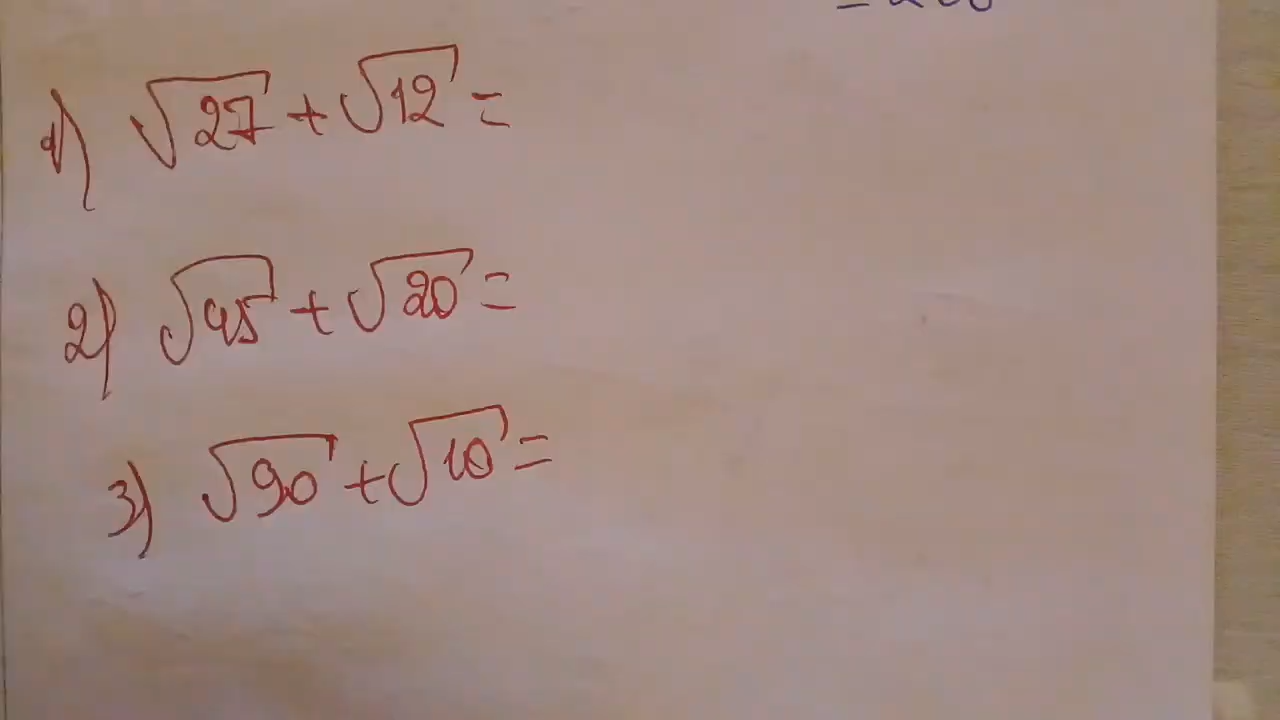 1) √27 + √12 =
2) √45 + √20 =
3) √90 + √10 =